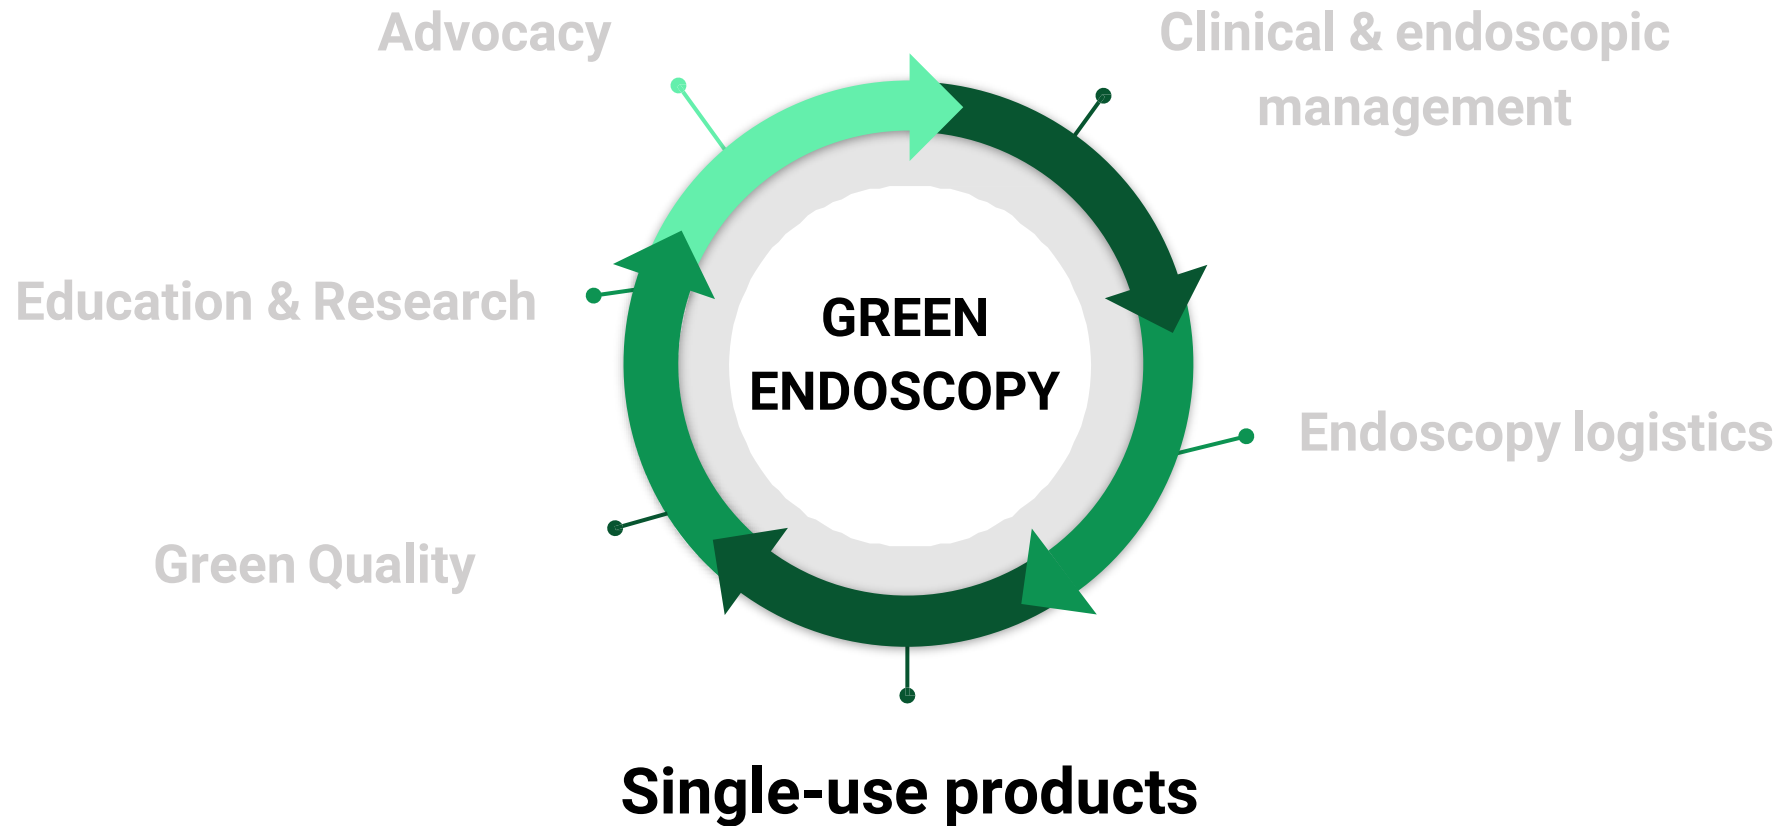 Advocacy
Clinical & endoscopic
management
Education & Research
GREEN
ENDOSCOPY
Endoscopy logistics
Green Quality
Single-use products